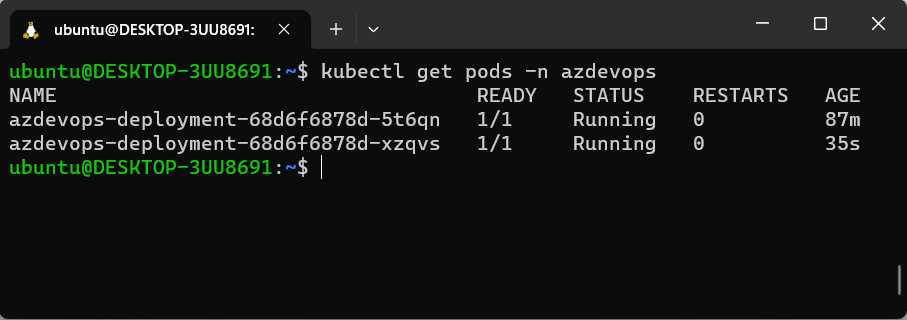 ubuntu@DESKTOP-3UU8691:
ubuntu@DESKTOP-3UU8691:~$ kubectl get pods -n azdevops
NAME READY STATUS RESTARTS AGE
azdevops-deployment-68d6f6878d-5t6qn 1/1 Running 0 87m
azdevops-deployment-68d6f6878d-xzqvs 1/1 Running 0 35s
ubuntu@DESKTOP-3UU8691:~$